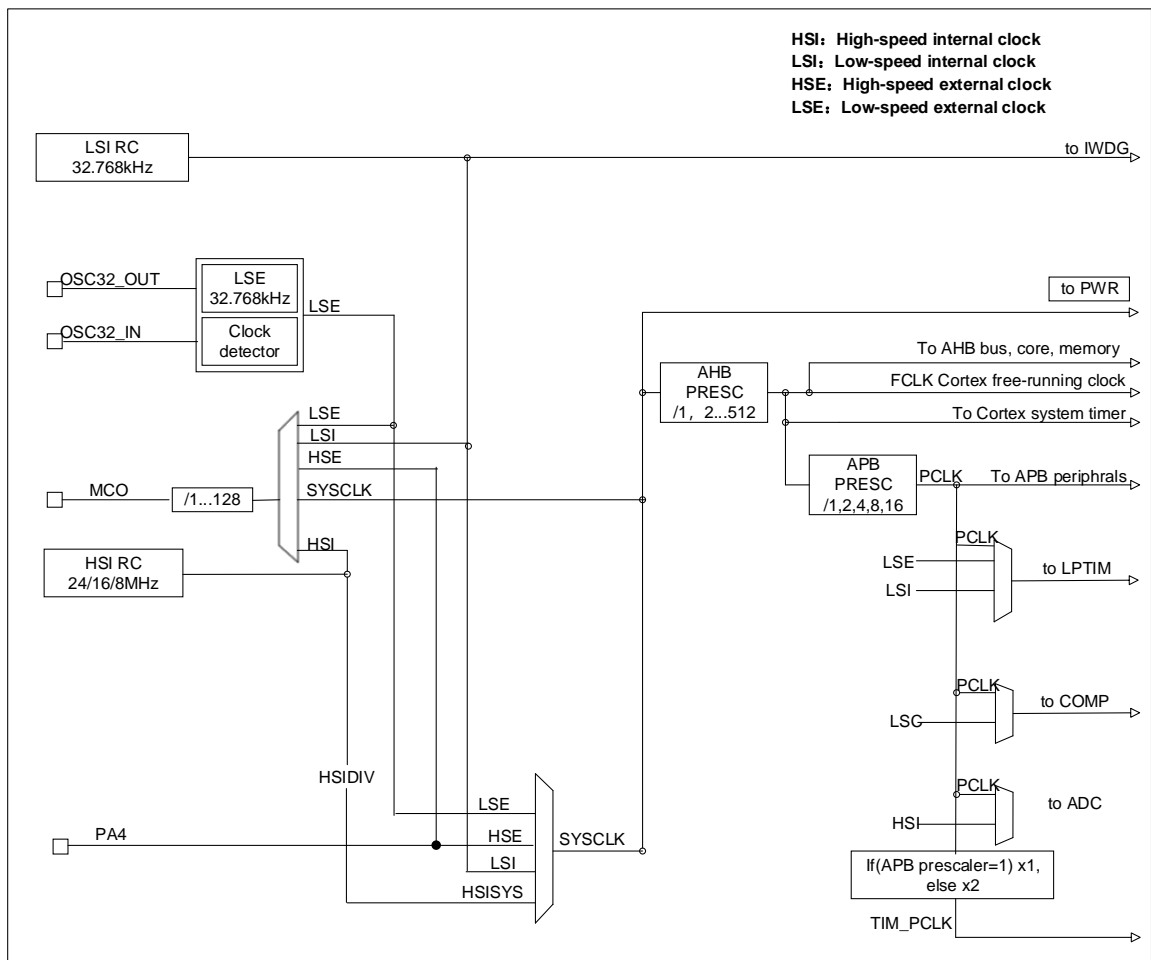 HSI：High-speed internal clock
LSI：Low-speed internal clock
HSE：High-speed external clock
LSE：Low-speed external clock
LSI RC
32.768kHz
to IWDG
OSC32_OUT
LSE
32.768kHz
LSE
OSC32_IN
Clock
detector
to PWR
To AHB bus, core, memory
AHB
PRESC
/1, 2...512
FCLK Cortex free-running clock
To Cortex system timer
LSE
LSI
HSE
SYSCLK
HSI
MCO
/1...128
APB
PRESC
/1,2,4,8,16
PCLK
To APB periphrals
HSI RC
24/16/8MHz
PCLK
LSE
LSI
to LPTIM
PCLK
LSC
to COMP
HSIDIV
PCLK
HSI
to ADC
PA4
LSE
HSE
LSI
HSISYS
SYSCLK
If(APB prescaler=1) x1,
else x2
TIM_PCLK